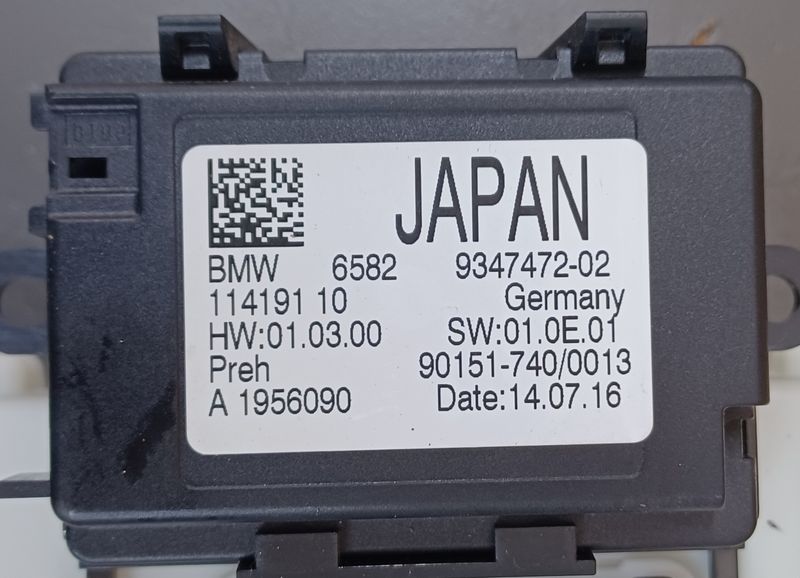 JAPAN
BMW 6582 9347472-02
114191 10 Germany
HW:01.03.00 SW:01.0E.01
Preh 90151-740/0013
A 1956090 Date:14.07.16